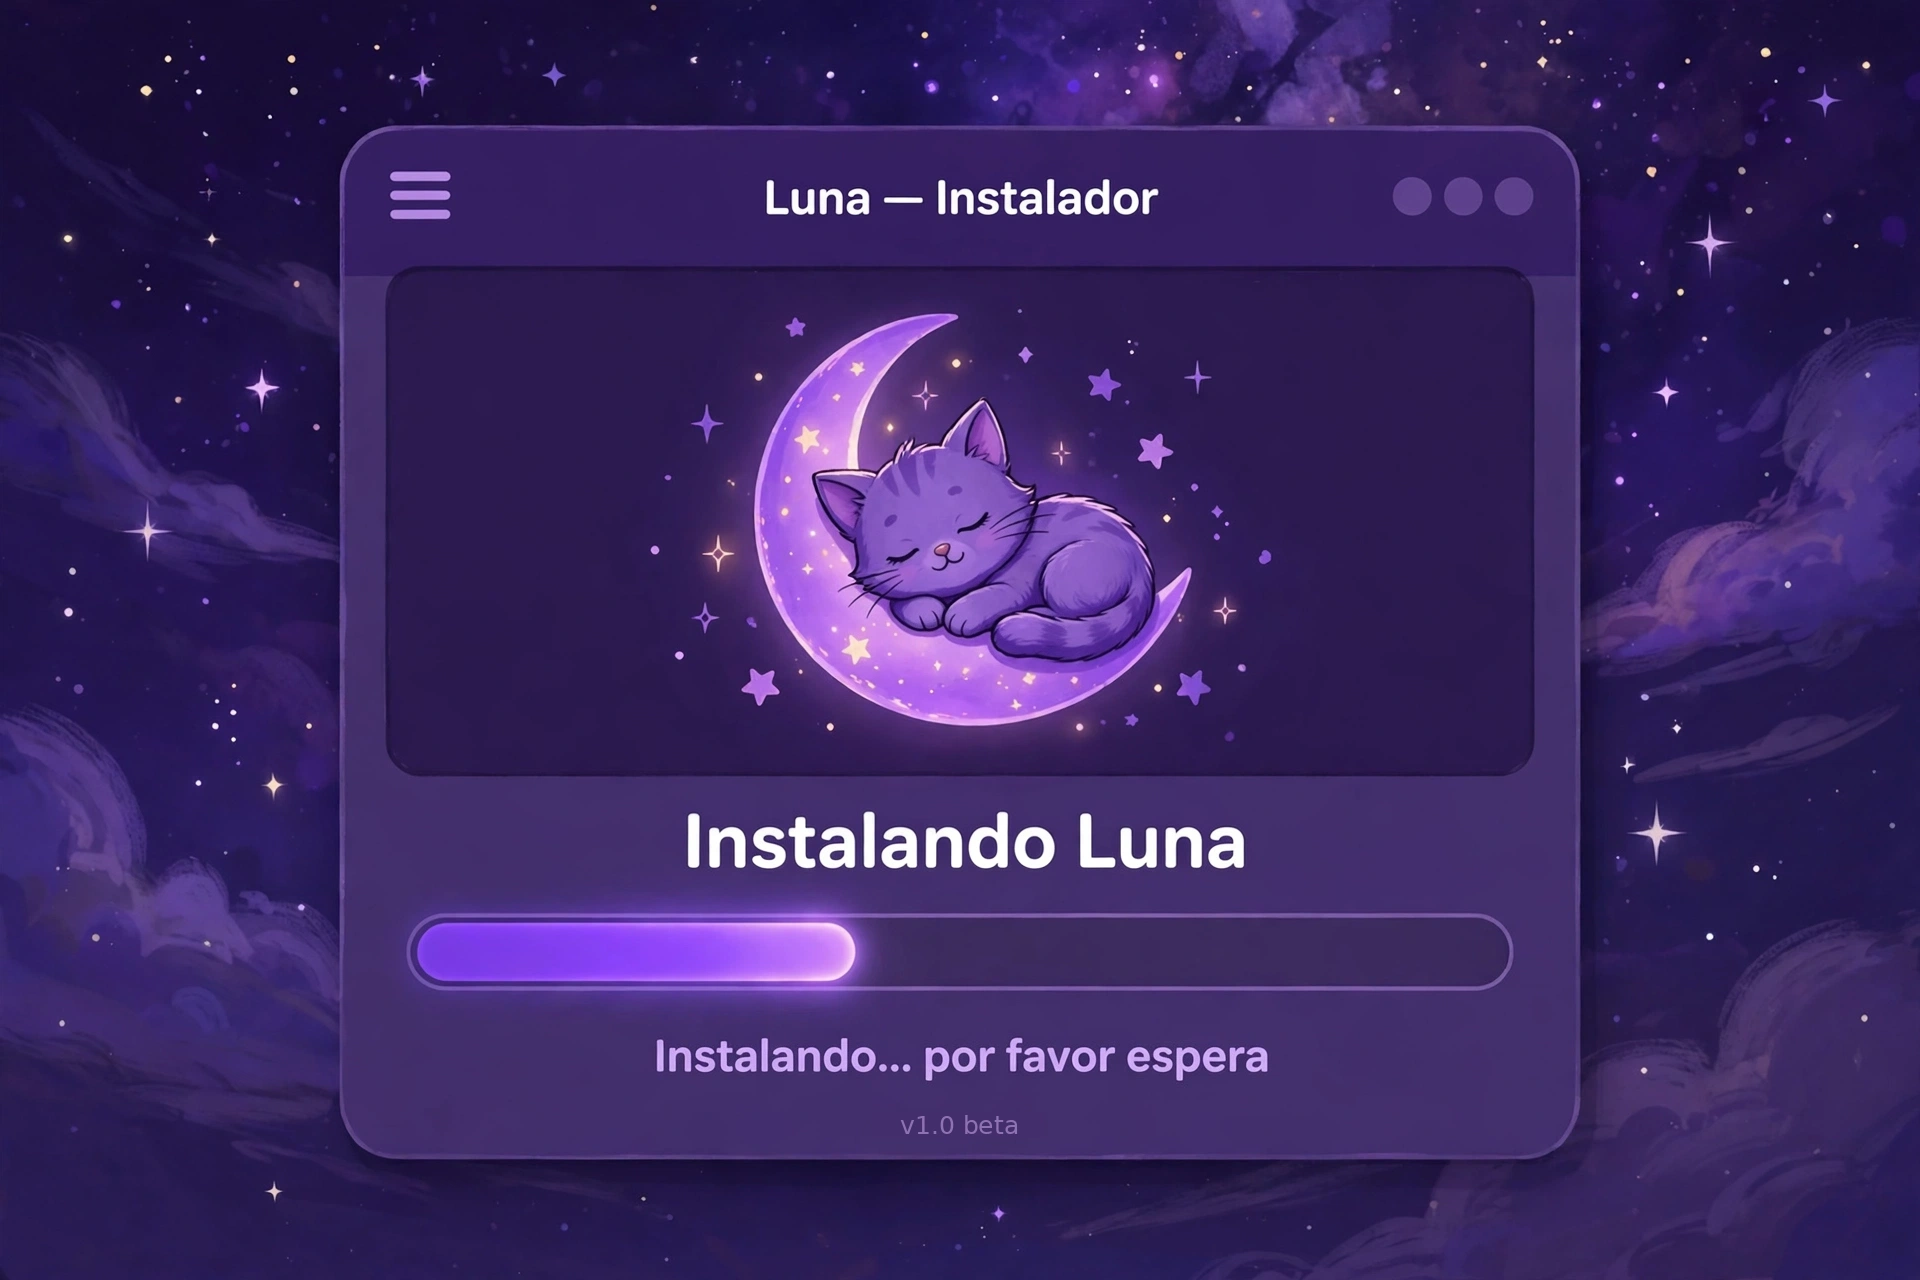 Luna — Instalador
Instalando Luna
Instalando... por favor espera
v1.0 beta